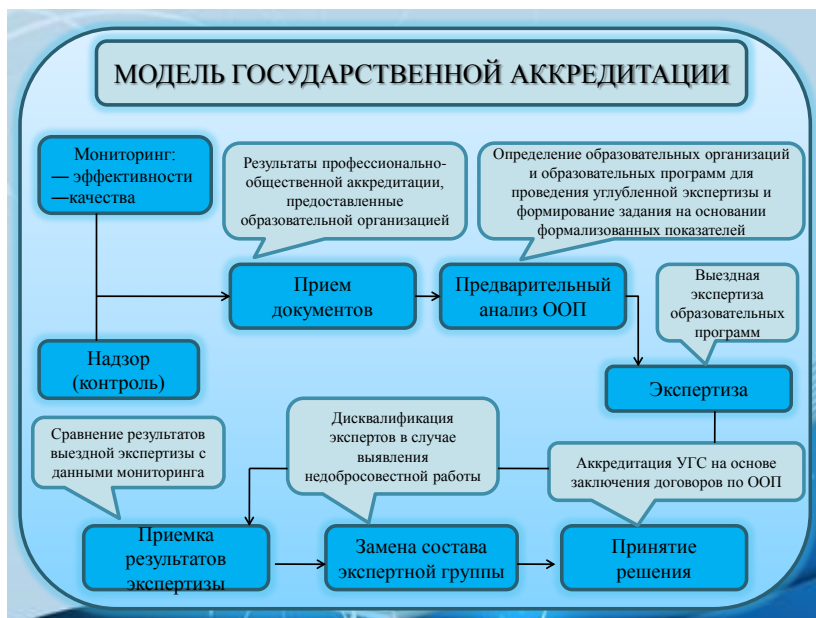 МОДЕЛЬ ГОСУДАРСТВЕННОЙ АККРЕДИТАЦИИ
Мониторинг:
— эффективности
—качества
Результаты профессионально-
общественной аккредитации,
предоставленные
образовательной организацией
Определение образовательных организаций
и образовательных программ для
проведения углубленной экспертизы и
формирование задания на основании
формализованных показателей
Прием
документов
Предварительный
анализ ООП
Выездная
экспертиза
образовательных
программ
Надзор
(контроль)
Экспертиза
Сравнение результатов
выездной экспертизы с
данными мониторинга
Дисквалификация
экспертов в случае
выявления
недобросовестной работы
Аккредитация УГС на основе
заключения договоров по ООП
Приемка
результатов
экспертизы
Замена состава
экспертной группы
Принятие
решения